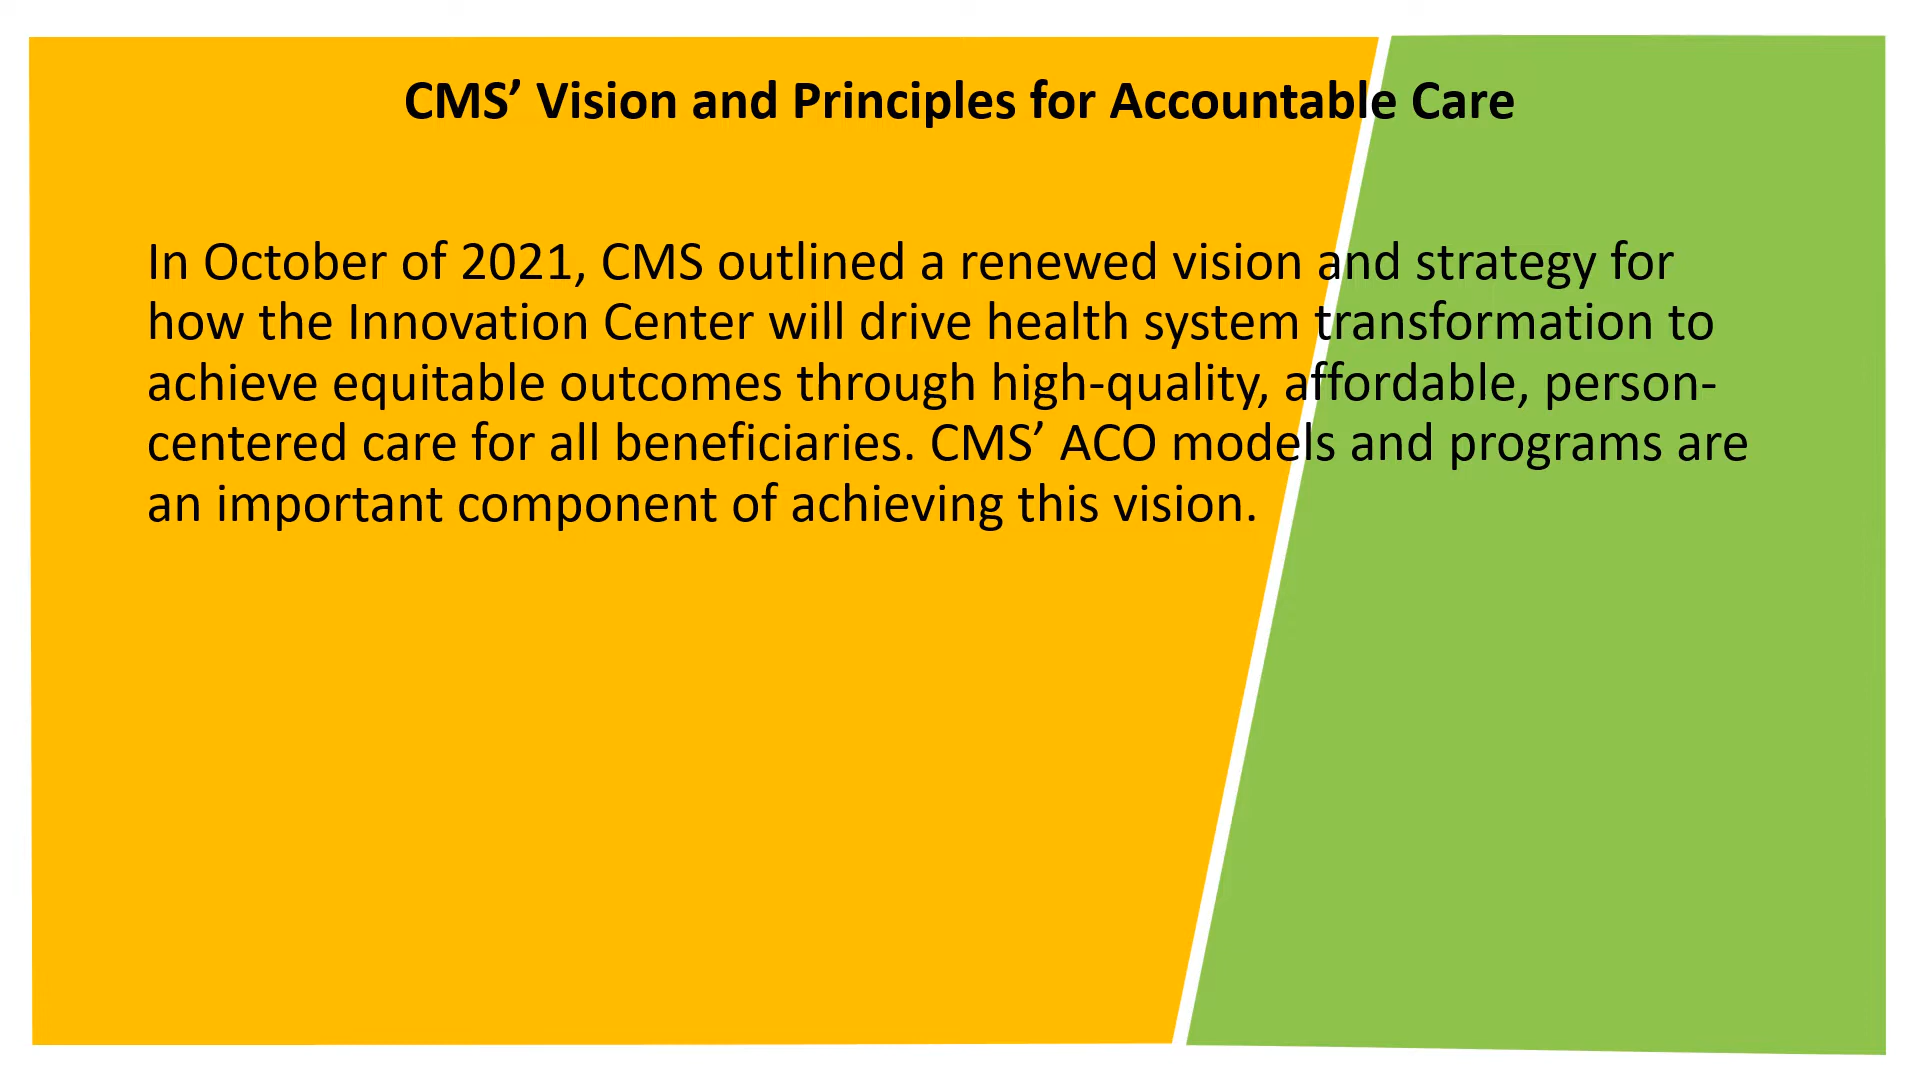 CMS’ Vision and Principles for Accountable Care
In October of 2021, CMS outlined a renewed vision and strategy for
how the Innovation Center will drive health system transformation to
achieve equitable outcomes through high-quality, affordable, person-
centered care for all beneficiaries. CMS’ ACO models and programs are
an important component of achieving this vision.